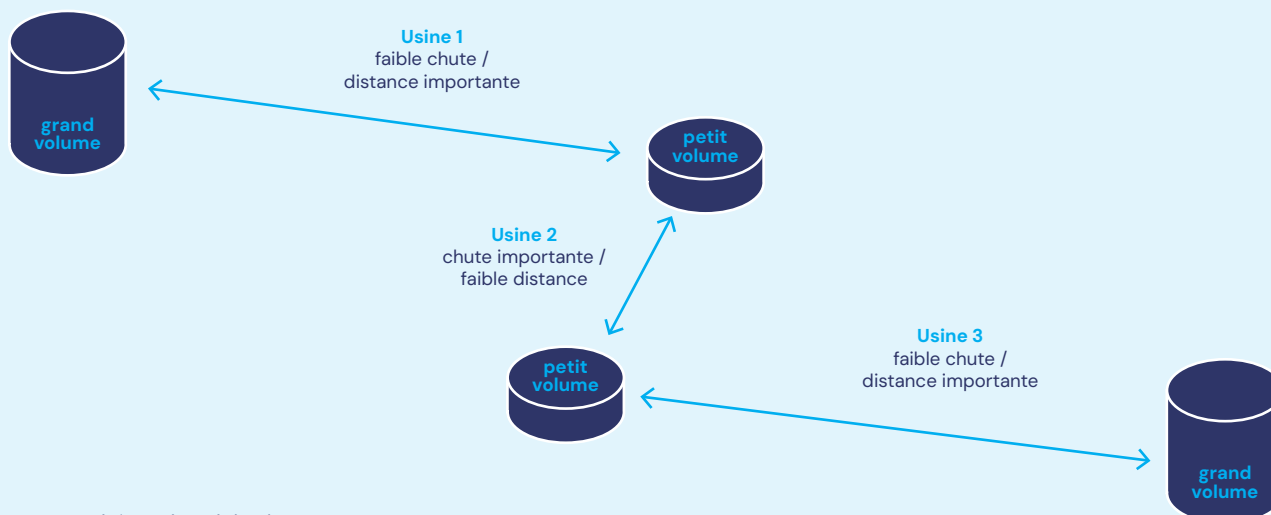 Usine 1
faible chute /
distance importante
grand
volume
petit
volume
Usine 2
chute importante /
faible distance
Usine 3
faible chute /
distance importante
petit
volume
grand
volume